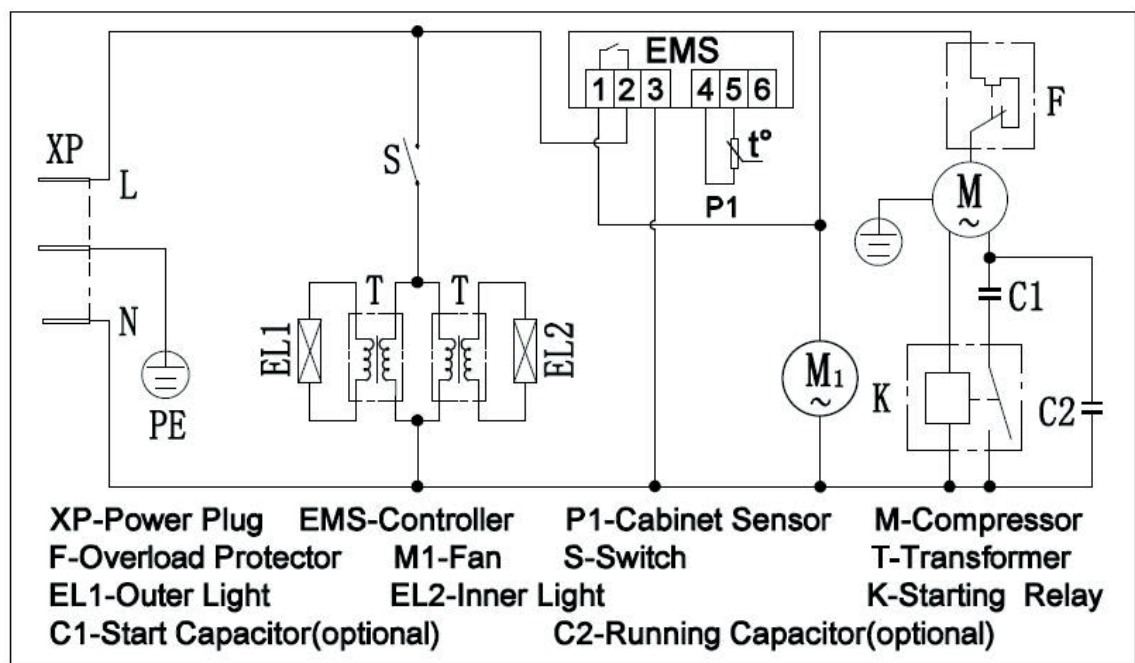 EMS
1 2 3 4 5 6
F
XP
L
S
t°
P1
M
~
C1
N
T T
EL1
EL2
M1
~
K
C2
PE
XP-Power Plug EMS-Controller P1-Cabinet Sensor M-Compressor
F-Overload Protector M1-Fan S-Switch T-Transformer
EL1-Outer Light EL2-Inner Light K-Starting Relay
C1-Start Capacitor(optional) C2-Running Capacitor(optional)